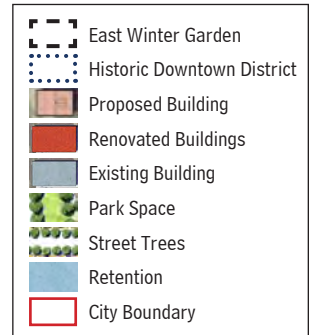 East Winter Garden
Historic Downtown District
Proposed Building
Renovated Buildings
Existing Building
Park Space
Street Trees
Retention
City Boundary